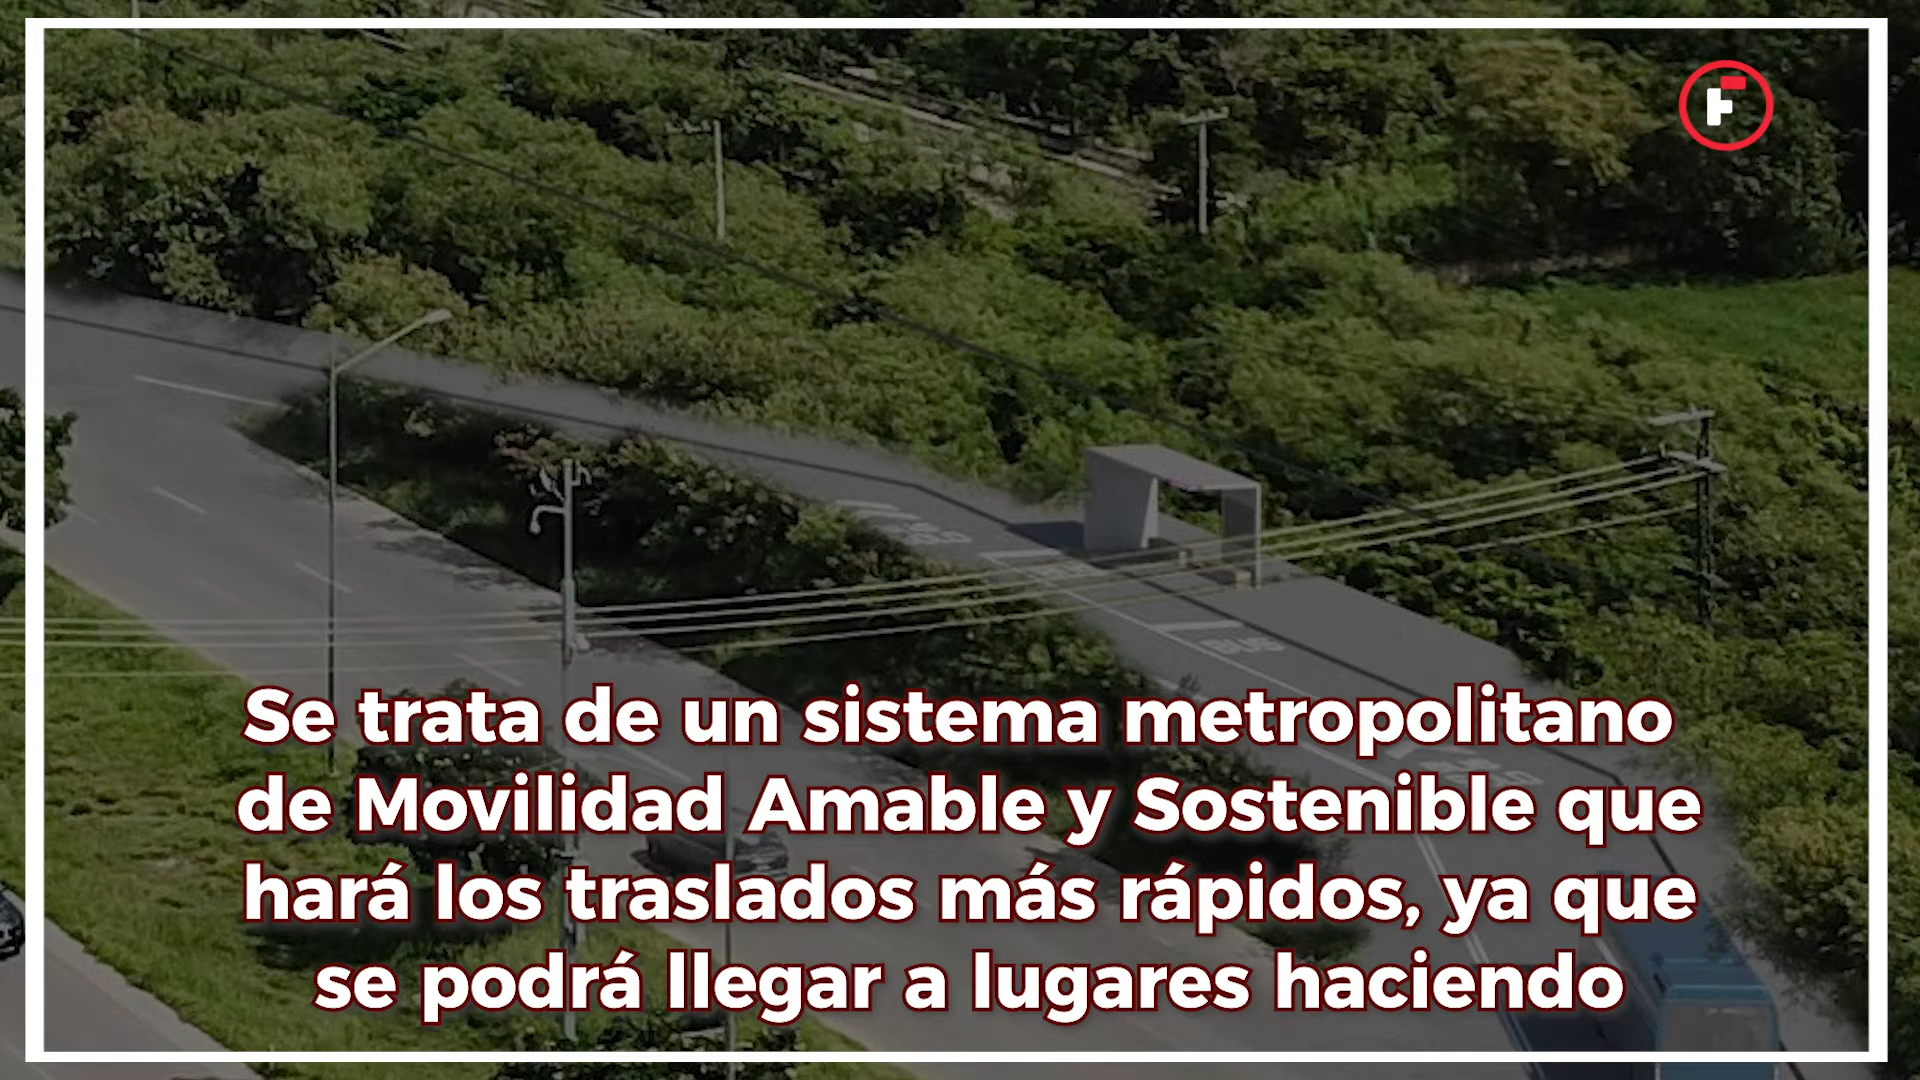 Se trata de un sistema metropolitano
de Movilidad Amable y Sostenible que
hará los traslados más rápidos, ya que
se podrá llegar a lugares haciendo
F
BUS